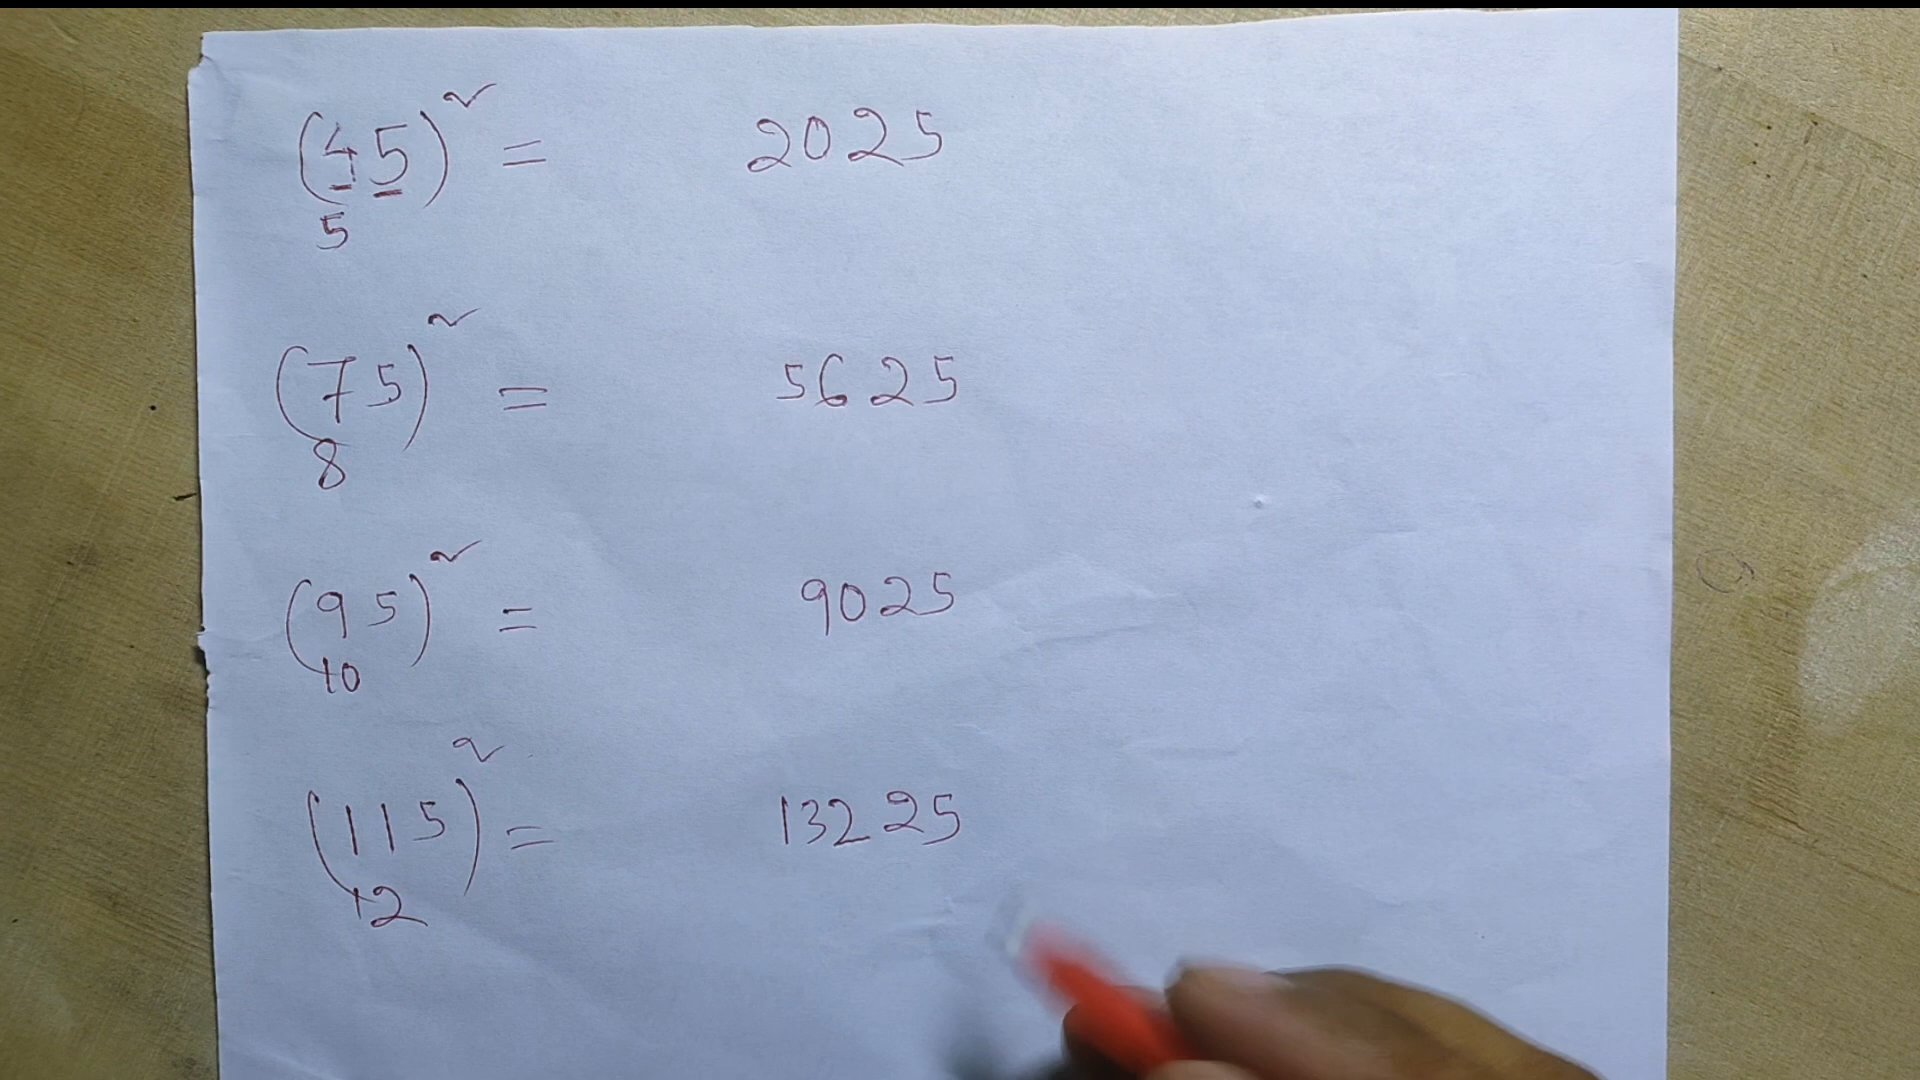 (45)² = 2025
5
(75)² = 5625
8
(95)² = 9025
10
(115)² = 13225
12